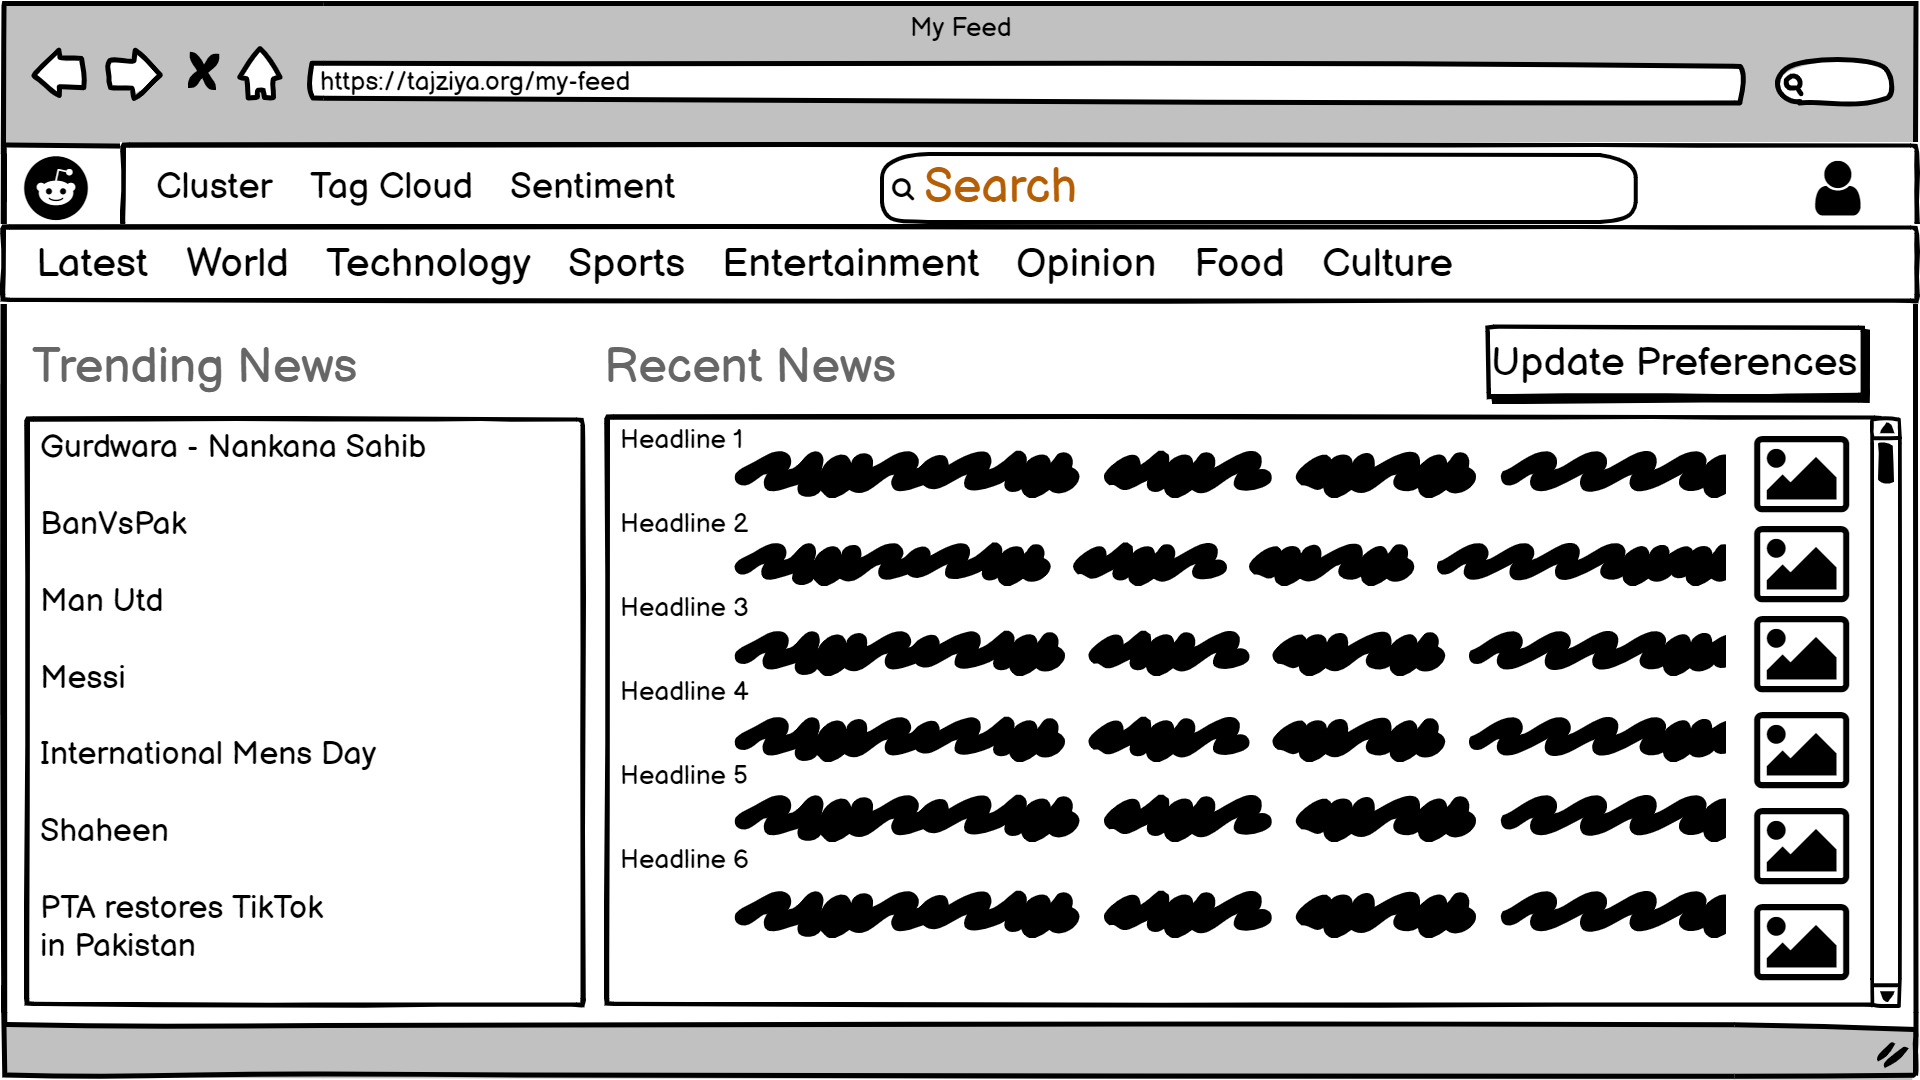 My Feed
https://tajziya.org/my-feed
Cluster Tag Cloud Sentiment Search
Latest World Technology Sports Entertainment Opinion Food Culture
Trending News
Gurdwara - Nankana Sahib
BanVsPak
Man Utd
Messi
International Mens Day
Shaheen
PTA restores TikTok
in Pakistan
Recent News
Update Preferences
Headline 1
Headline 2
Headline 3
Headline 4
Headline 5
Headline 6